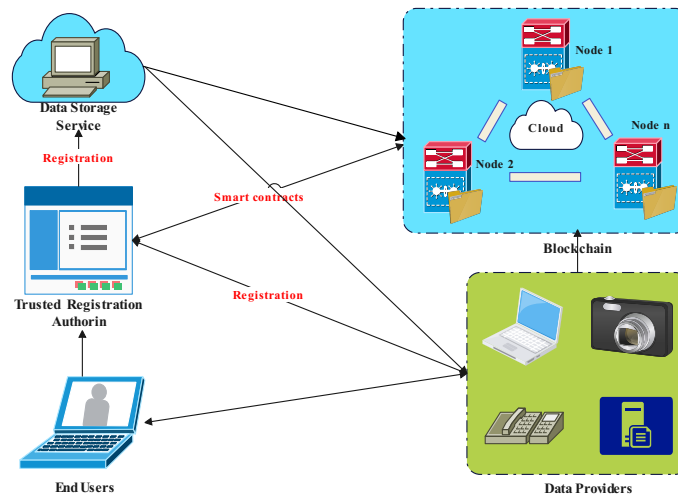 Node 1
Data Storage
Service
Cloud
Node n
Registration
Node 2
Smart contracts
Blockchain
Registration
Trusted Registration
Authorin
End Users
Data Providers